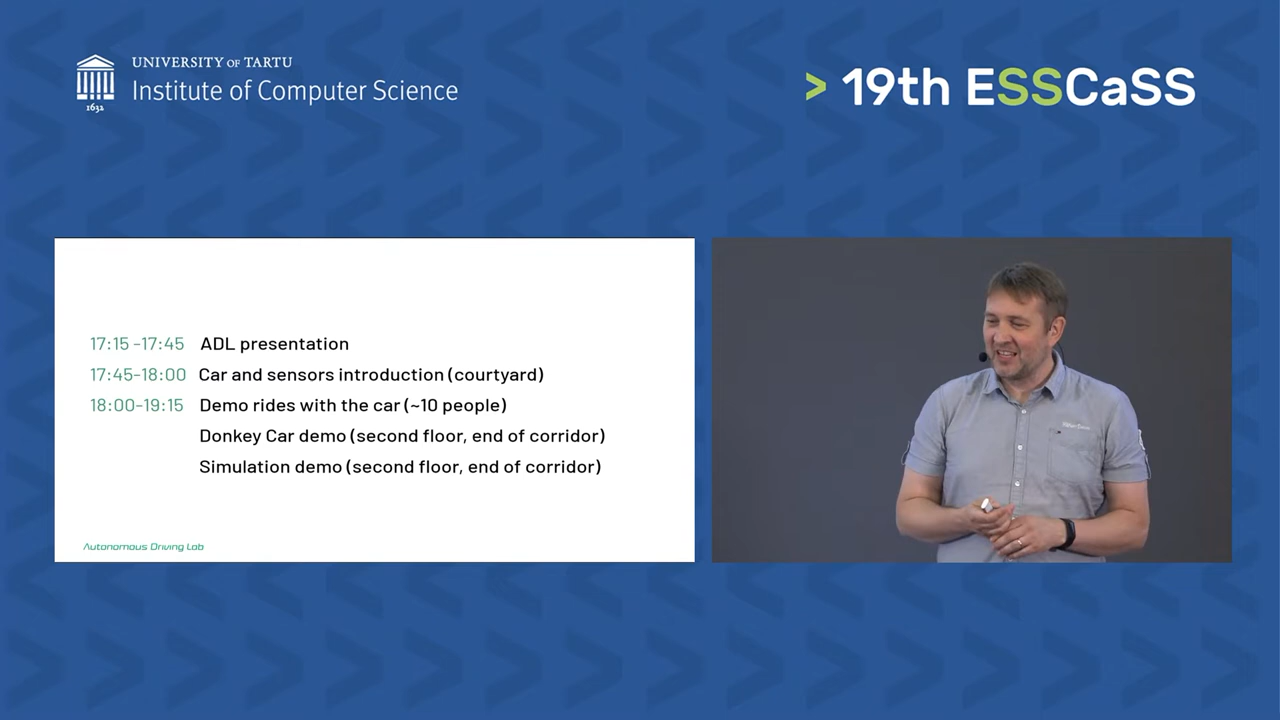 UNIVERSITY OF TARTU
Institute of Computer Science
1632
> 19th ESSCaSS
17:15 -17:45 ADL presentation
17:45-18:00 Car and sensors introduction (courtyard)
18:00-19:15 Demo rides with the car (~10 people)
Donkey Car demo (second floor, end of corridor)
Simulation demo (second floor, end of corridor)
Autonomous Driving Lab